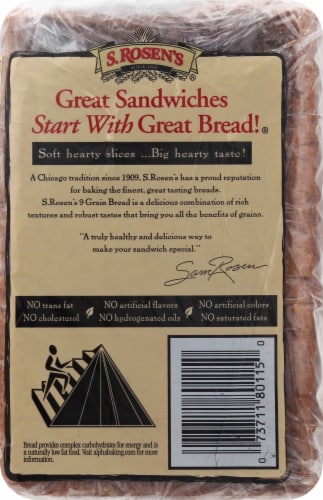 S. ROSEN'S
SINCE 1909
Great Sandwiches
Start With Great Bread!®
Soft hearty slices ...Big hearty taste!
A Chicago tradition since 1909, S.Rosen's has a proud reputation
for baking the finest, great tasting breads.
S.Rosen's 9 Grain Bread is a delicious combination of rich
textures and robust tastes that bring you all the benefits of grains.
"A truly healthy and delicious way to
make your sandwich special."
Sam Rosen
NO trans fat NO artificial flavors NO artificial colors
NO cholesterol NO hydrogenated oils NO saturated fats
Bread provides complex carbohydrates for energy and is
a naturally low fat food. Visit alphabaking.com for more
information.
0 73711 80115 0